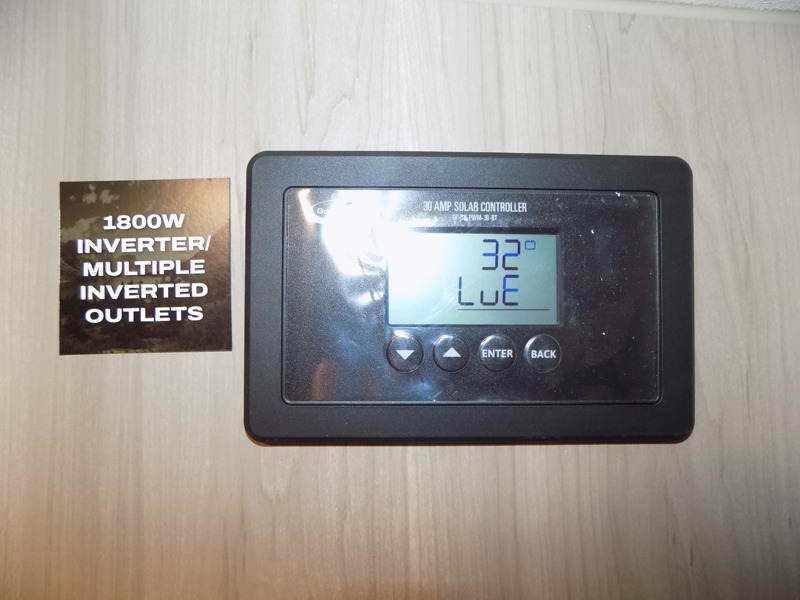 1800W
INVERTER/
MULTIPLE
INVERTED
OUTLETS
30 AMP SOLAR CONTROLLER
32
LuE
ENTER
BACK